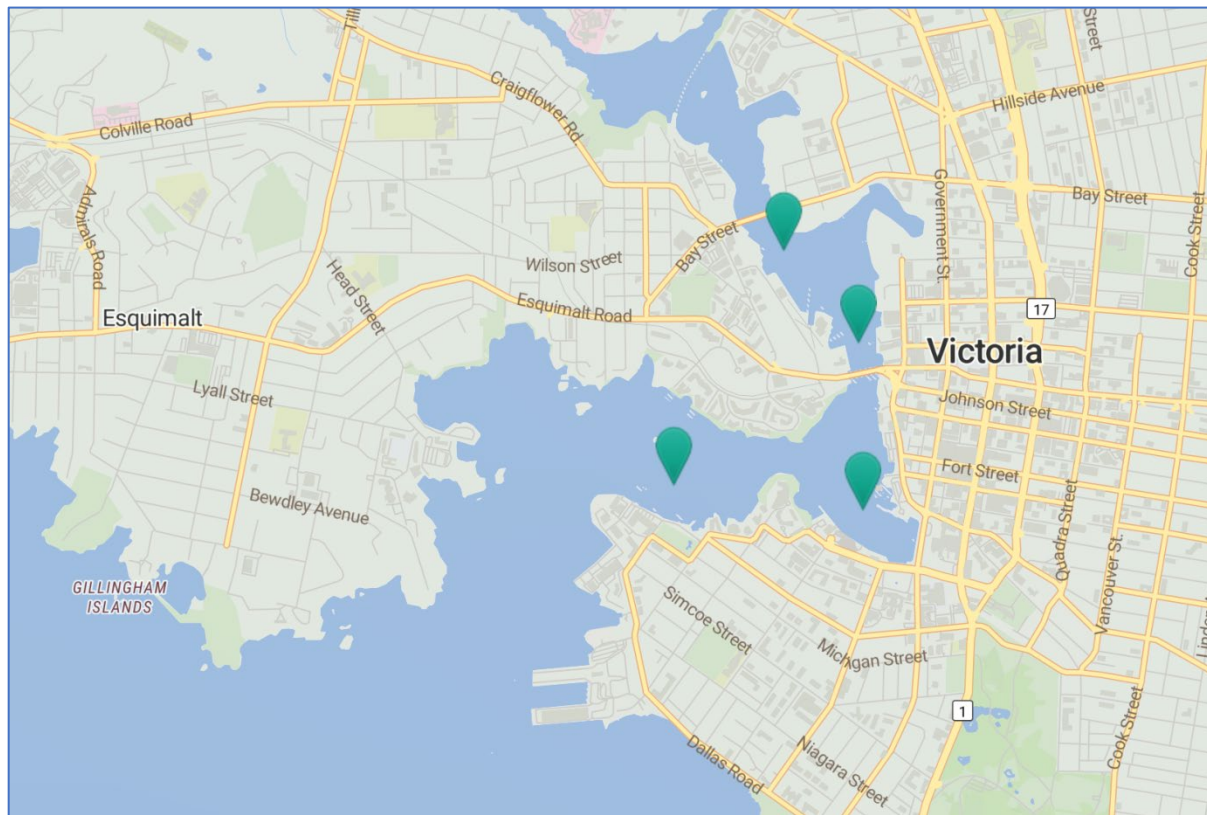 Street
Hillside Avenue
Craigflower Rd
Colville Road
Admirals Road
Government St.
Bay Street
Cook Street
Bay Street
Wilson Street
Head Street
Esquimalt Road
Esquimalt
17
Victoria
Lyall Street
Johnson Street
Fort Street
Bewdley Avenue
Quadra Street
Vancouver St.
GILLINGHAM
ISLANDS
Simcoe Street
Michgan Street
1
Cook Street
Niagara Street
Dallas Road